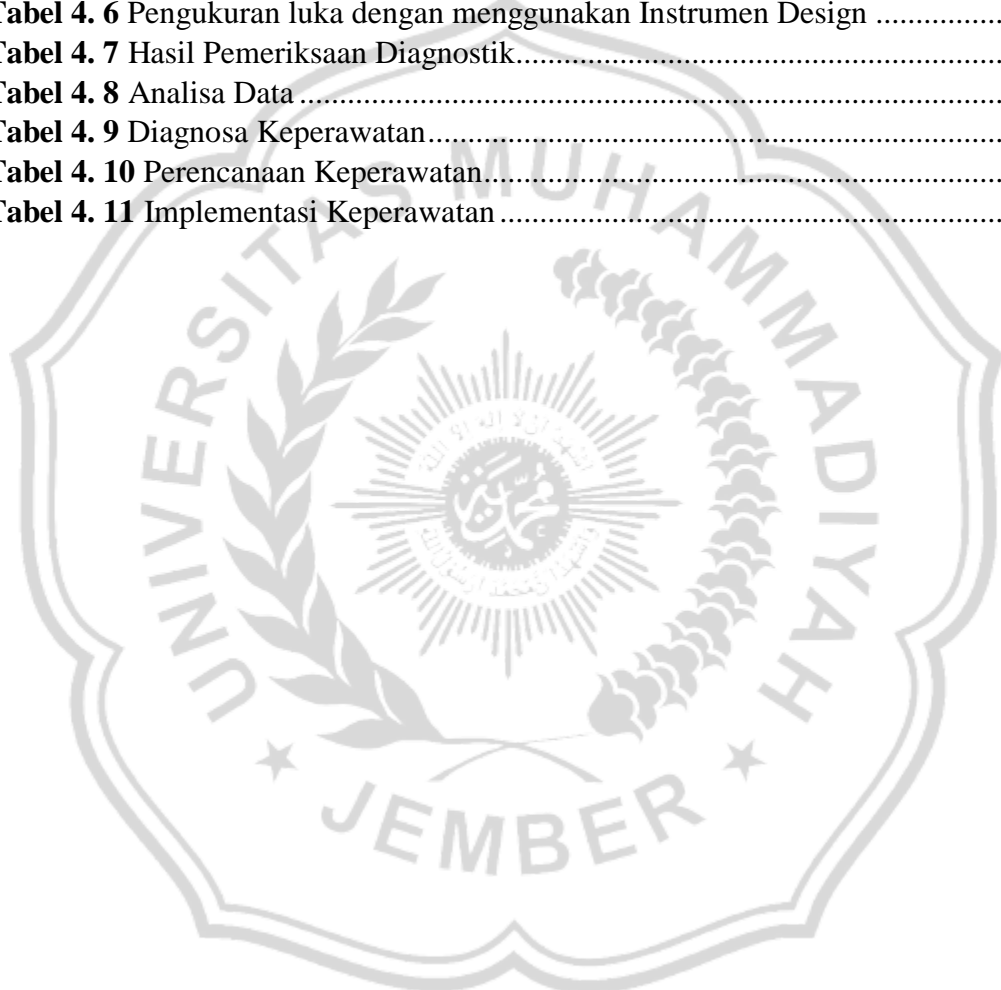 Tabel 4. 6 Pengukuran luka dengan menggunakan Instrumen Design ................
Tabel 4. 7 Hasil Pemeriksaan Diagnostik................................................................
Tabel 4. 8 Analisa Data ............................................................................................
Tabel 4. 9 Diagnosa Keperawatan............................................................................
Tabel 4. 10 Perencanaan Keperawatan.....................................................................
Tabel 4. 11 Implementasi Keperawatan ...................................................................
UNIVERSITAS MUHAMMADIYAH
JEMBER